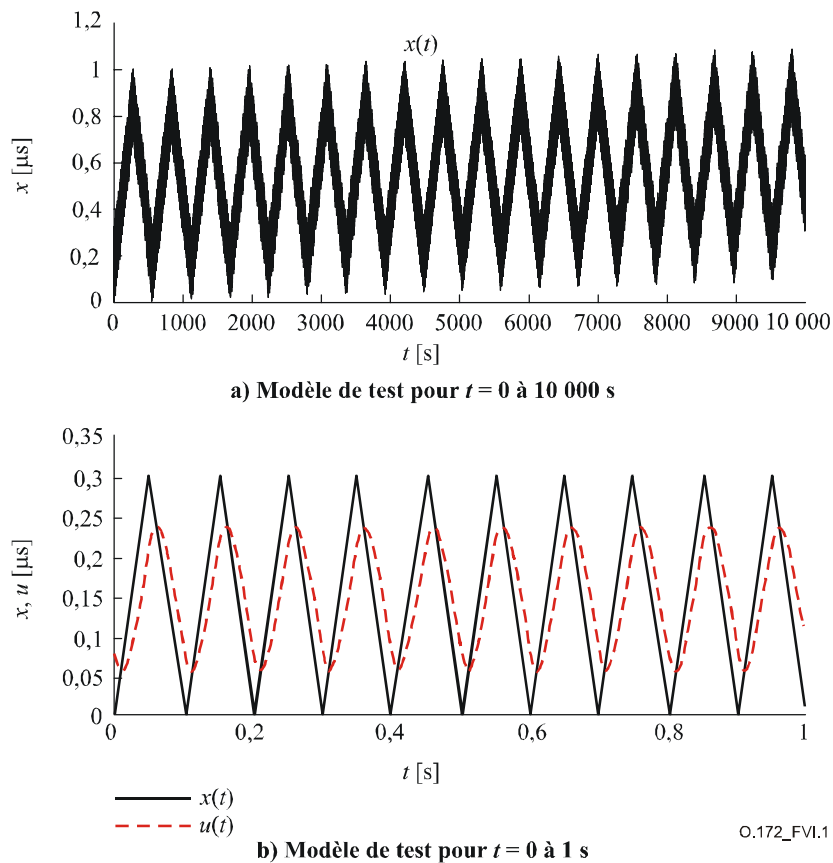 1,2
x(t)
1
0,8
x [µs]
0,6
0,4
0,2
0
0 1000 2000 3000 4000 5000 6000 7000 8000 9000 10 000
t [s]
a) Modèle de test pour t = 0 à 10 000 s
0,35
0,3
0,25
x, u [µs]
0,2
0,15
0,1
0,05
0
0 0,2 0,4 0,6 0,8 1
t [s]
x(t)
u(t)
O.172_FVI.1
b) Modèle de test pour t = 0 à 1 s